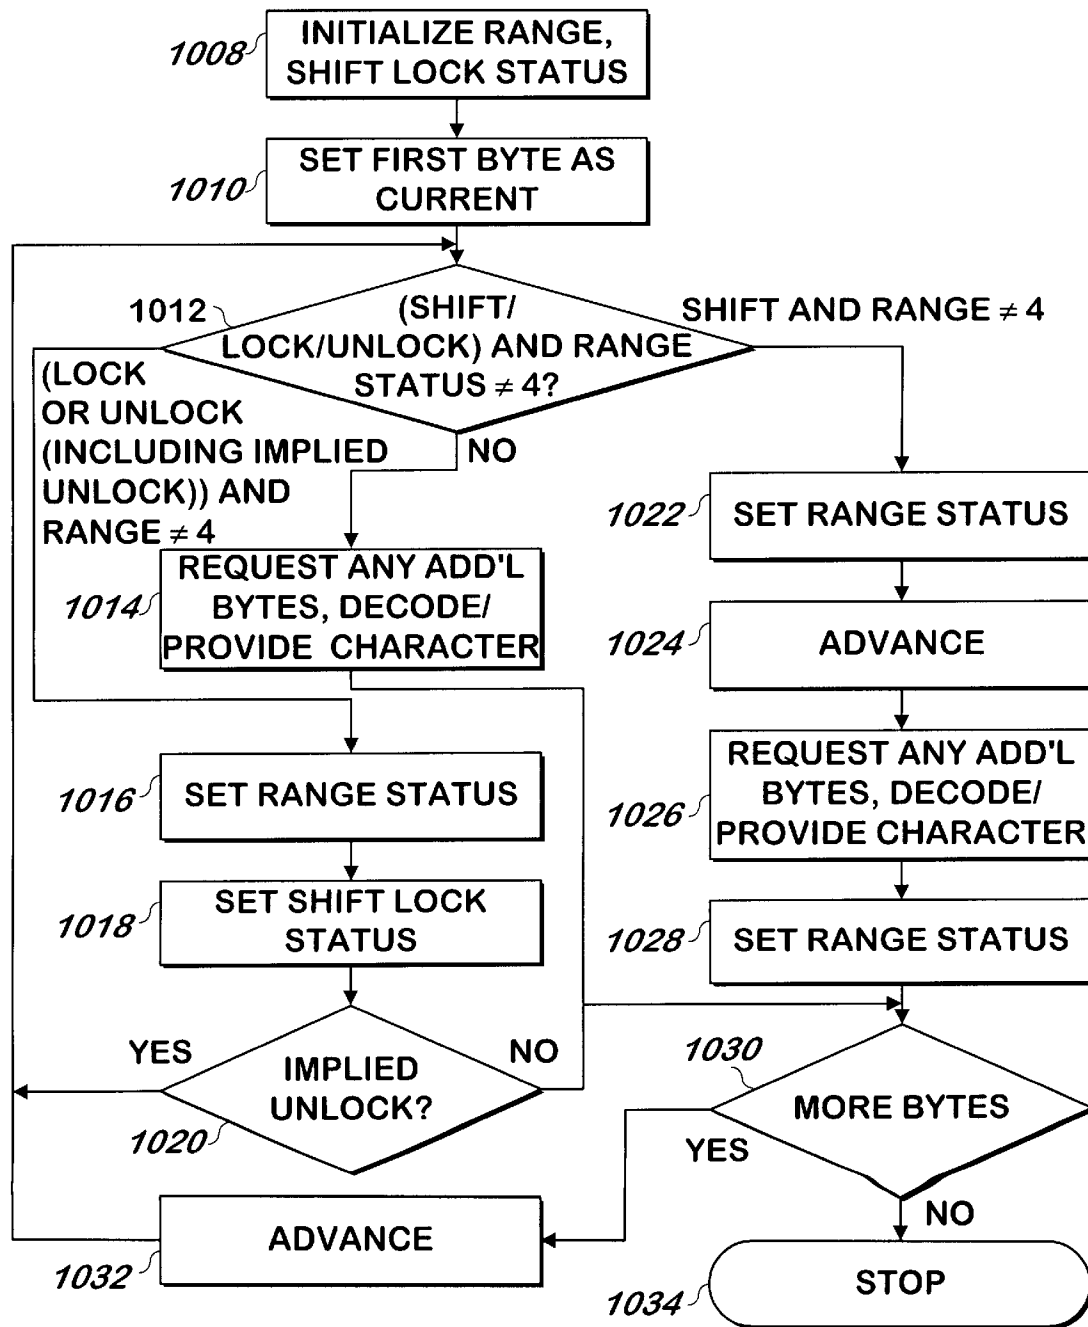 1008
INITIALIZE RANGE,
SHIFT LOCK STATUS
1010
SET FIRST BYTE AS
CURRENT
1012
(SHIFT/
LOCK/UNLOCK) AND RANGE
STATUS ≠ 4?
SHIFT AND RANGE ≠ 4
(LOCK
OR UNLOCK
(INCLUDING IMPLIED
UNLOCK)) AND
RANGE ≠ 4
NO
1014
REQUEST ANY ADD'L
BYTES, DECODE/
PROVIDE CHARACTER
1016
SET RANGE STATUS
1018
SET SHIFT LOCK
STATUS
YES
IMPLIED
UNLOCK?
NO
1020
1022
SET RANGE STATUS
1024
ADVANCE
1026
REQUEST ANY ADD'L
BYTES, DECODE/
PROVIDE CHARACTER
1028
SET RANGE STATUS
1030
MORE BYTES
YES
NO
ADVANCE
1032
STOP
1034